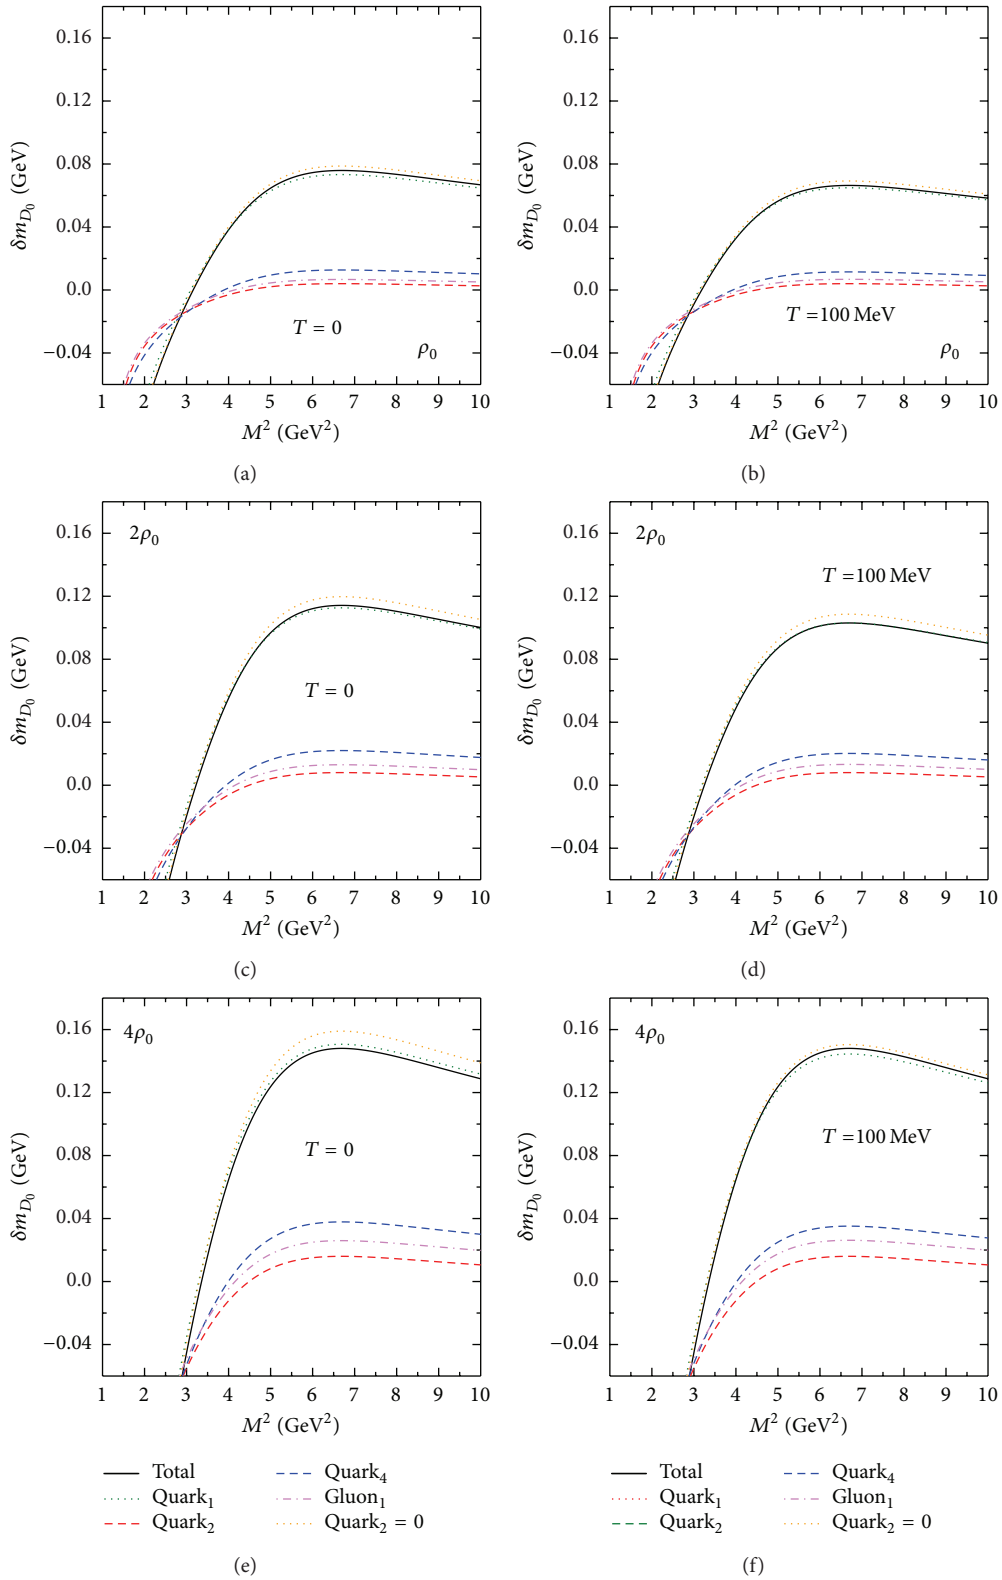 0.16
0.12
0.08
0.04
0.0
−0.04
δm_{D_0} (GeV)
T = 0
ρ_0
1 2 3 4 5 6 7 8 9 10
M^2 (GeV^2)
(a)
0.16
0.12
0.08
0.04
0.0
−0.04
δm_{D_0} (GeV)
T = 100 MeV
ρ_0
1 2 3 4 5 6 7 8 9 10
M^2 (GeV^2)
(b)
0.16
0.12
0.08
0.04
0.0
−0.04
δm_{D_0} (GeV)
2ρ_0
T = 0
1 2 3 4 5 6 7 8 9 10
M^2 (GeV^2)
(c)
0.16
0.12
0.08
0.04
0.0
−0.04
δm_{D_0} (GeV)
2ρ_0
T = 100 MeV
1 2 3 4 5 6 7 8 9 10
M^2 (GeV^2)
(d)
0.16
0.12
0.08
0.04
0.0
−0.04
δm_{D_0} (GeV)
4ρ_0
T = 0
1 2 3 4 5 6 7 8 9 10
M^2 (GeV^2)
Total
Quark_1
Quark_2
Quark_4
Gluon_1
Quark_2 = 0
(e)
0.16
0.12
0.08
0.04
0.0
−0.04
δm_{D_0} (GeV)
4ρ_0
T = 100 MeV
1 2 3 4 5 6 7 8 9 10
M^2 (GeV^2)
Total
Quark_1
Quark_2
Quark_4
Gluon_1
Quark_2 = 0
(f)